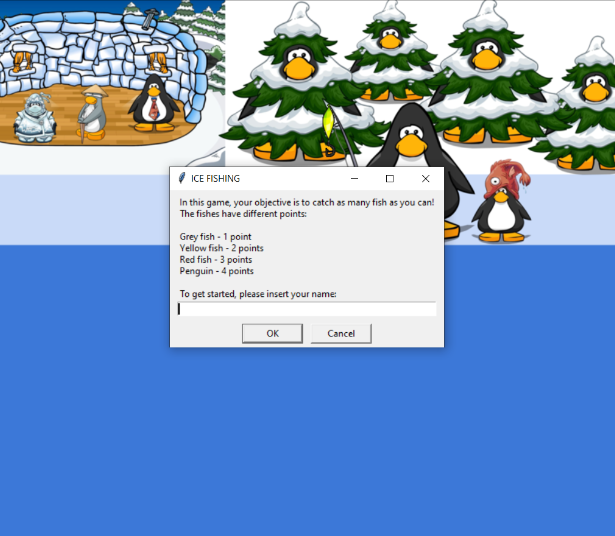 ICE FISHING
In this game, your objective is to catch as many fish as you can!
The fishes have different points:
Grey fish - 1 point
Yellow fish - 2 points
Red fish - 3 points
Penguin - 4 points
To get started, please insert your name:
OK Cancel